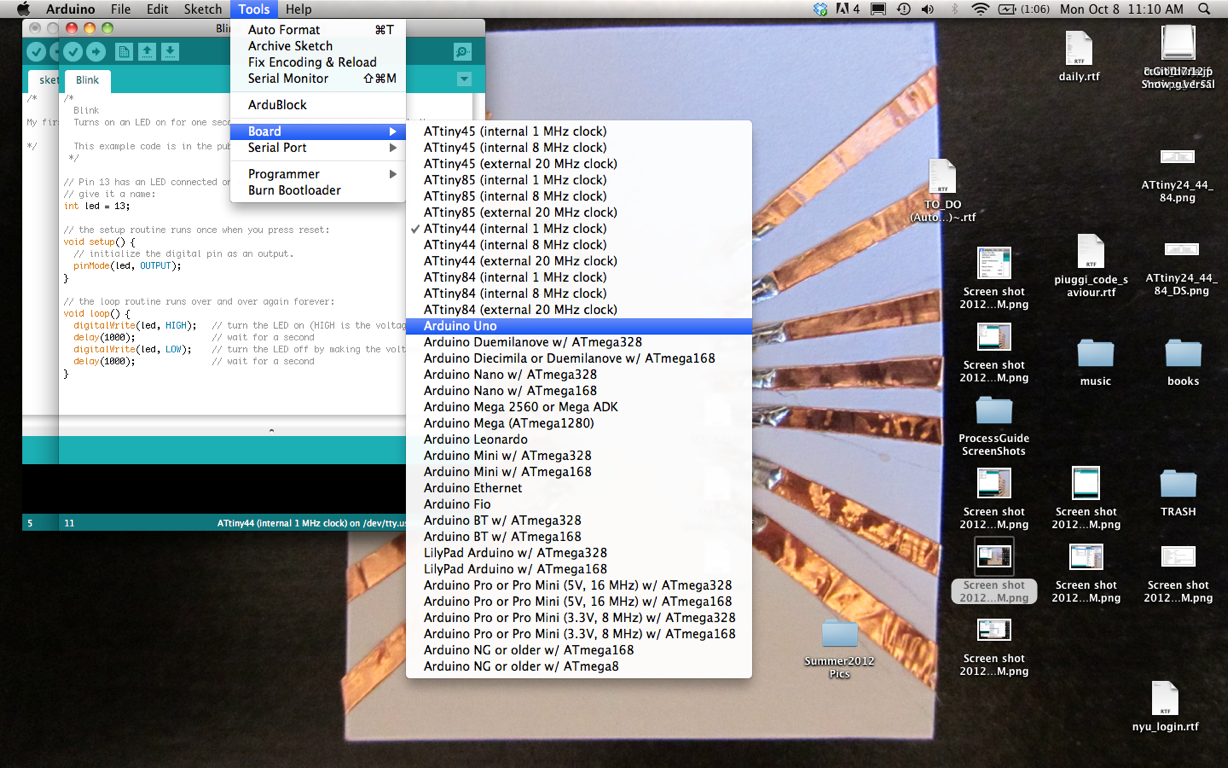 Arduino File Edit Sketch Tools Help
4 (1:06) Mon Oct 8 11:10 AM
Auto Format ⌘T
Archive Sketch
Fix Encoding & Reload
Serial Monitor ⇧⌘M
ArduBlock
Board
Serial Port
Programmer
Burn Bootloader
ATtiny45 (internal 1 MHz clock)
ATtiny45 (internal 8 MHz clock)
ATtiny45 (external 20 MHz clock)
ATtiny85 (internal 1 MHz clock)
ATtiny85 (internal 8 MHz clock)
ATtiny85 (external 20 MHz clock)
✓ ATtiny44 (internal 1 MHz clock)
ATtiny44 (internal 8 MHz clock)
ATtiny44 (external 20 MHz clock)
ATtiny84 (internal 1 MHz clock)
ATtiny84 (internal 8 MHz clock)
ATtiny84 (external 20 MHz clock)
Arduino Uno
Arduino Duemilanove w/ ATmega328
Arduino Diecimila or Duemilanove w/ ATmega168
Arduino Nano w/ ATmega328
Arduino Nano w/ ATmega168
Arduino Mega 2560 or Mega ADK
Arduino Mega (ATmega1280)
Arduino Leonardo
Arduino Mini w/ ATmega328
Arduino Mini w/ ATmega168
Arduino Ethernet
Arduino Fio
Arduino BT w/ ATmega328
Arduino BT w/ ATmega168
LilyPad Arduino w/ ATmega328
LilyPad Arduino w/ ATmega168
Arduino Pro or Pro Mini (5V, 16 MHz) w/ ATmega328
Arduino Pro or Pro Mini (5V, 16 MHz) w/ ATmega168
Arduino Pro or Pro Mini (3.3V, 8 MHz) w/ ATmega328
Arduino Pro or Pro Mini (3.3V, 8 MHz) w/ ATmega168
Arduino NG or older w/ ATmega168
Arduino NG or older w/ ATmega8
Bli
ske
Blink
/*
My fir
*/
/*
Blink
Turns on an LED on for one seco
This example code is in the pub
*/
// Pin 13 has an LED connected on
// give it a name:
int led = 13;
// the setup routine runs once when you press reset:
void setup() {
// initialize the digital pin as an output.
pinMode(led, OUTPUT);
}
// the loop routine runs over and over again forever:
void loop() {
digitalWrite(led, HIGH); // turn the LED on (HIGH is the voltag
delay(1000); // wait for a second
digitalWrite(led, LOW); // turn the LED off by making the volt
delay(1000); // wait for a second
}
5
11
ATtiny44 (internal 1 MHz clock) on /dev/tty.us
daily.rtf
ATtiny24_44_
84.png
TO_DO
(Auto...)~.rtf
Screen shot
2012...M.png
piuggi_code_s
aviour.rtf
ATtiny24_44_
84_DS.png
Screen shot
2012...M.png
music
books
ProcessGuide
ScreenShots
Screen shot
2012...M.png
Screen shot
2012...M.png
TRASH
Screen shot
2012...M.png
Screen shot
2012...M.png
Screen shot
2012...M.png
Screen shot
2012...M.png
Summer2012
Pics
nyu_login.rtf